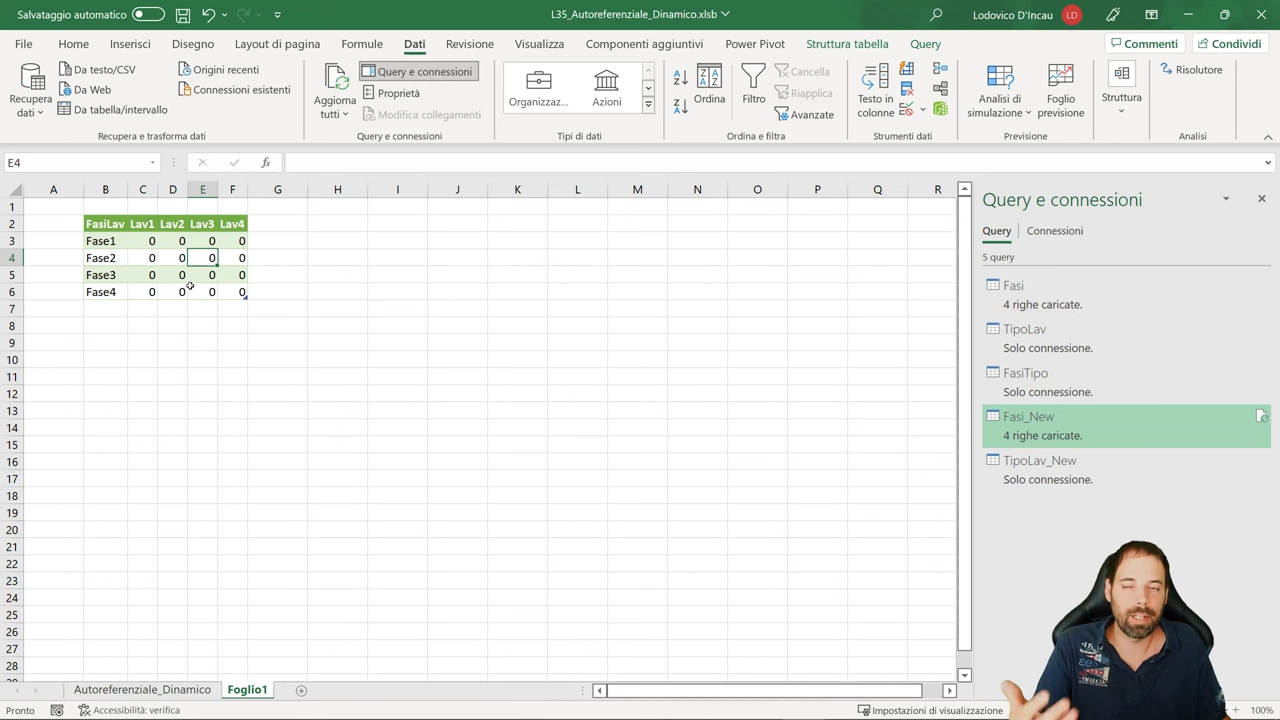 Salvataggio automatico
L35_Autoreferenziale_Dinamico.xlsb
Lodovico D'Incau
LD
File
Home
Inserisci
Disegno
Layout di pagina
Formule
Dati
Revisione
Visualizza
Componenti aggiuntivi
Power Pivot
Struttura tabella
Query
Commenti
Condividi
Recupera dati
Da testo/CSV
Da Web
Da tabella/intervallo
Origini recenti
Connessioni esistenti
Recupera e trasforma dati
Aggiorna tutti
Query e connessioni
Proprietà
Modifica collegamenti
Query e connessioni
Organizzaz...
Azioni
Tipi di dati
Ordina
Filtro
Cancella
Riapplica
Avanzate
Ordina e filtra
Testo in colonne
Strumenti dati
Analisi di simulazione
Foglio previsione
Previsione
Struttura
Risolutore
Analisi
E4
fx
A B C D E F G H I J K L M N O P Q R
1
2 FasiLav Lav1 Lav2 Lav3 Lav4
3 Fase1 0 0 0 0
4 Fase2 0 0 0 0
5 Fase3 0 0 0 0
6 Fase4 0 0 0 0
7
8
9
10
11
12
13
14
15
16
17
18
19
20
21
22
23
24
25
26
27
28
Query e connessioni
Query
Connessioni
5 query
Fasi
4 righe caricate.
TipoLav
Solo connessione.
FasiTipo
Solo connessione.
Fasi_New
4 righe caricate.
TipoLav_New
Solo connessione.
Autoreferenziale_Dinamico
Foglio1
Pronto
Accessibilità: verifica
Impostazioni di visualizzazione
100%